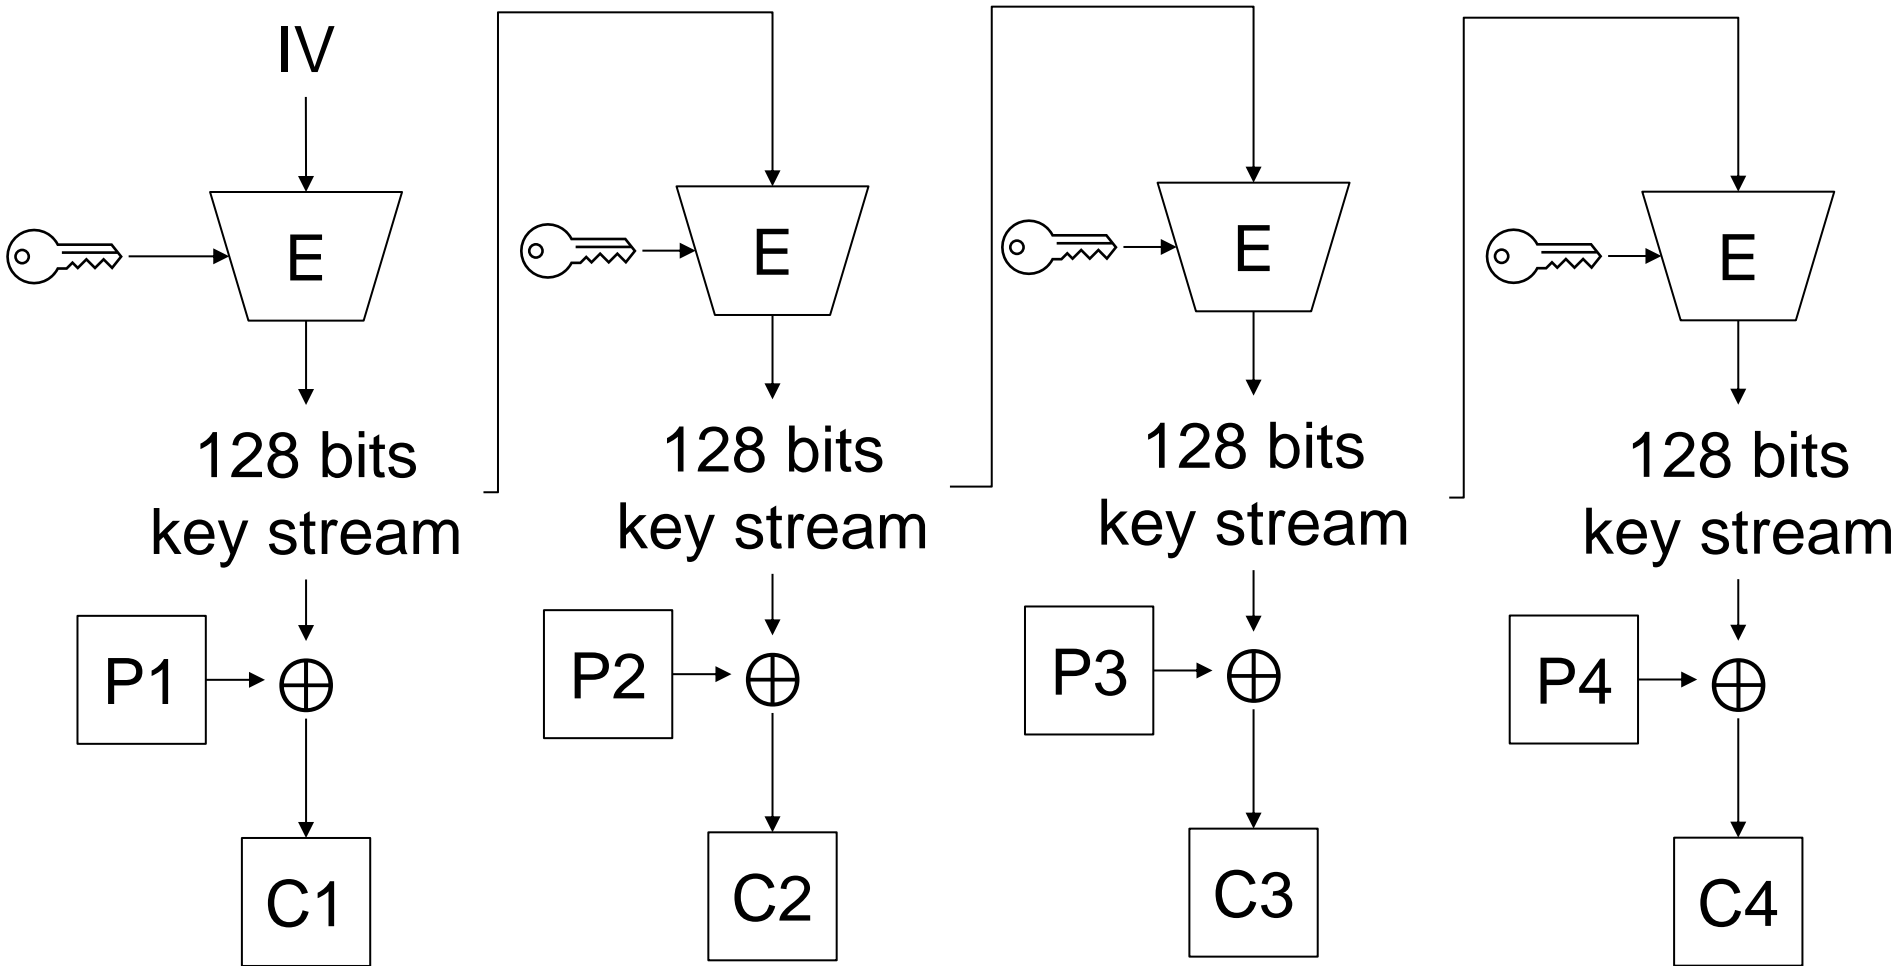 IV
E
E
E
E
128 bits
key stream
128 bits
key stream
128 bits
key stream
128 bits
key stream
P1
P2
P3
P4
C1
C2
C3
C4